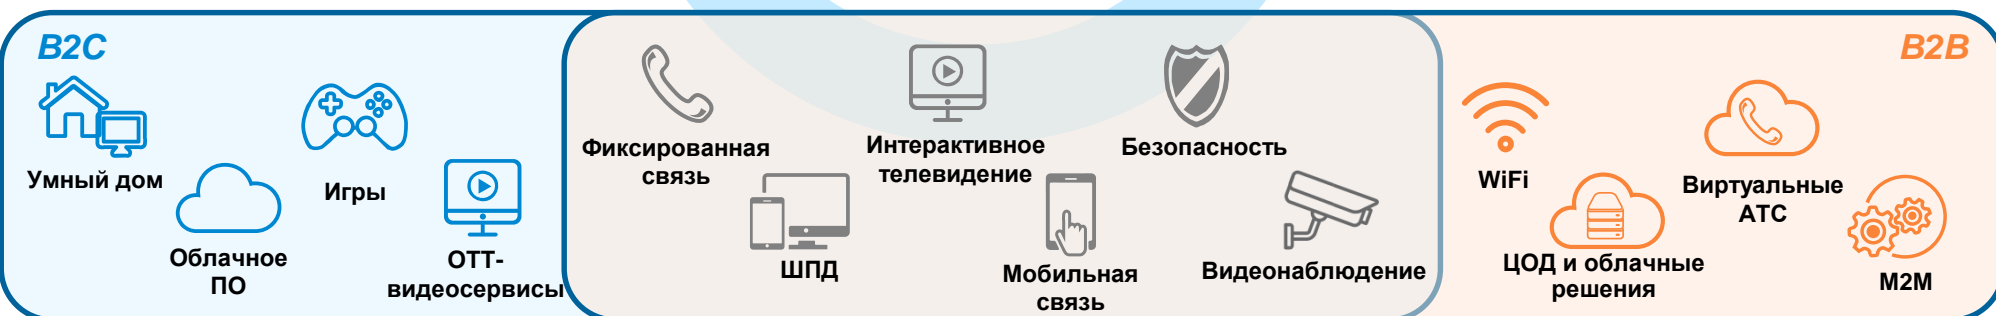 B2C
B2B
Умный дом
Облачное
ПО
Игры
ОТТ-
видеосервисы
Фиксированная
связь
ШПД
Интерактивное
телевидение
Мобильная
связь
Безопасность
Видеонаблюдение
WiFi
ЦОД и облачные
решения
Виртуальные
АТС
М2М